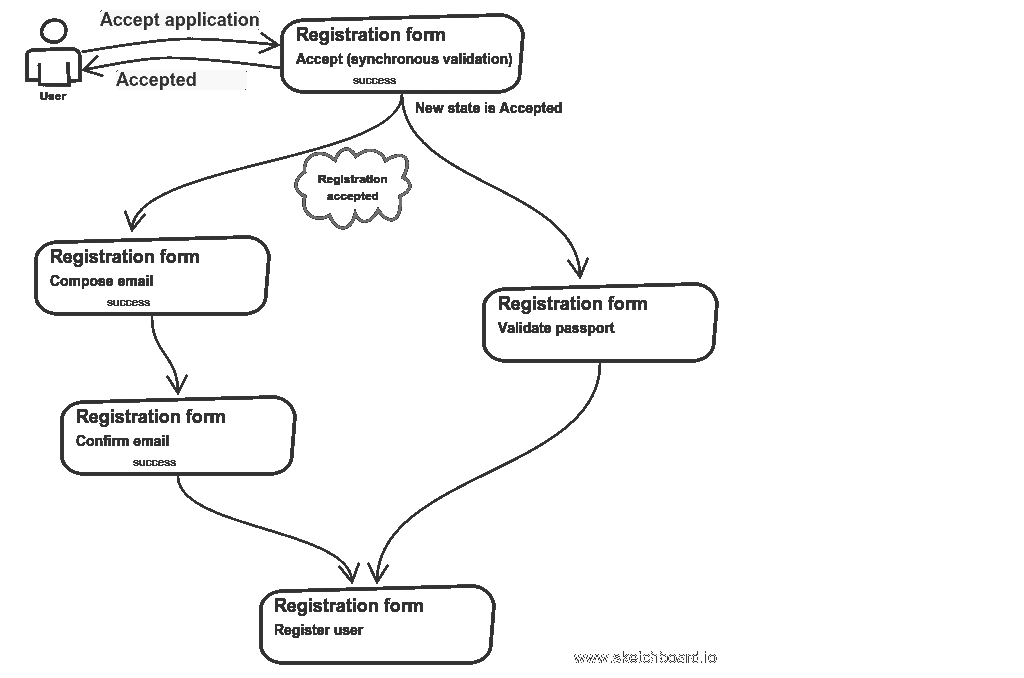 Accept application
Registration form
Accept (synchronous validation)
success
Accepted
User
New state is Accepted
Registration
accepted
Registration form
Compose email
success
Registration form
Validate passport
Registration form
Confirm email
success
Registration form
Register user
www.sketchboard.io